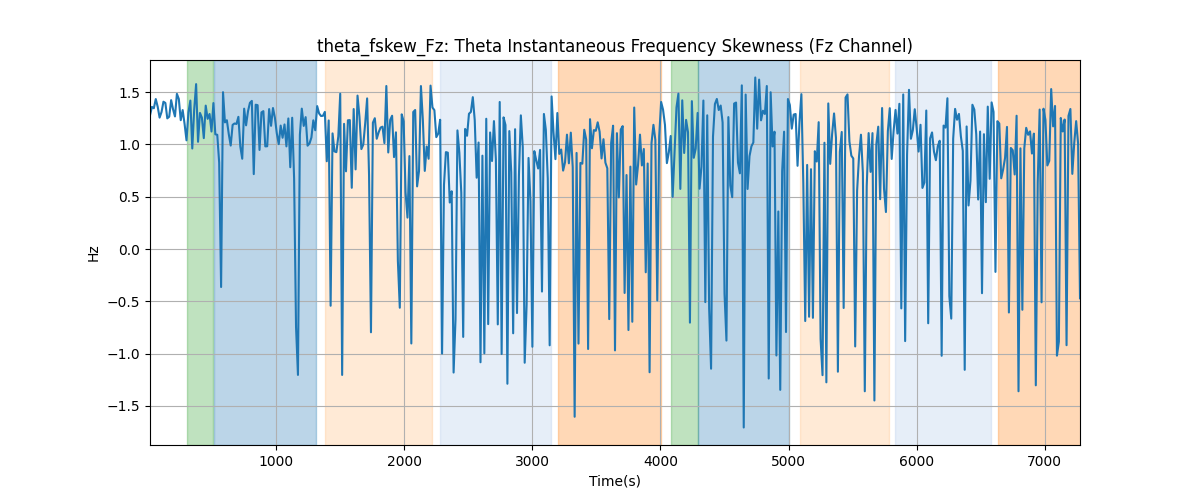 theta_fskew_Fz: Theta Instantaneous Frequency Skewness (Fz Channel)
Hz
1.5
1.0
0.5
0.0
−0.5
−1.0
−1.5
1000 2000 3000 4000 5000 6000 7000
Time(s)